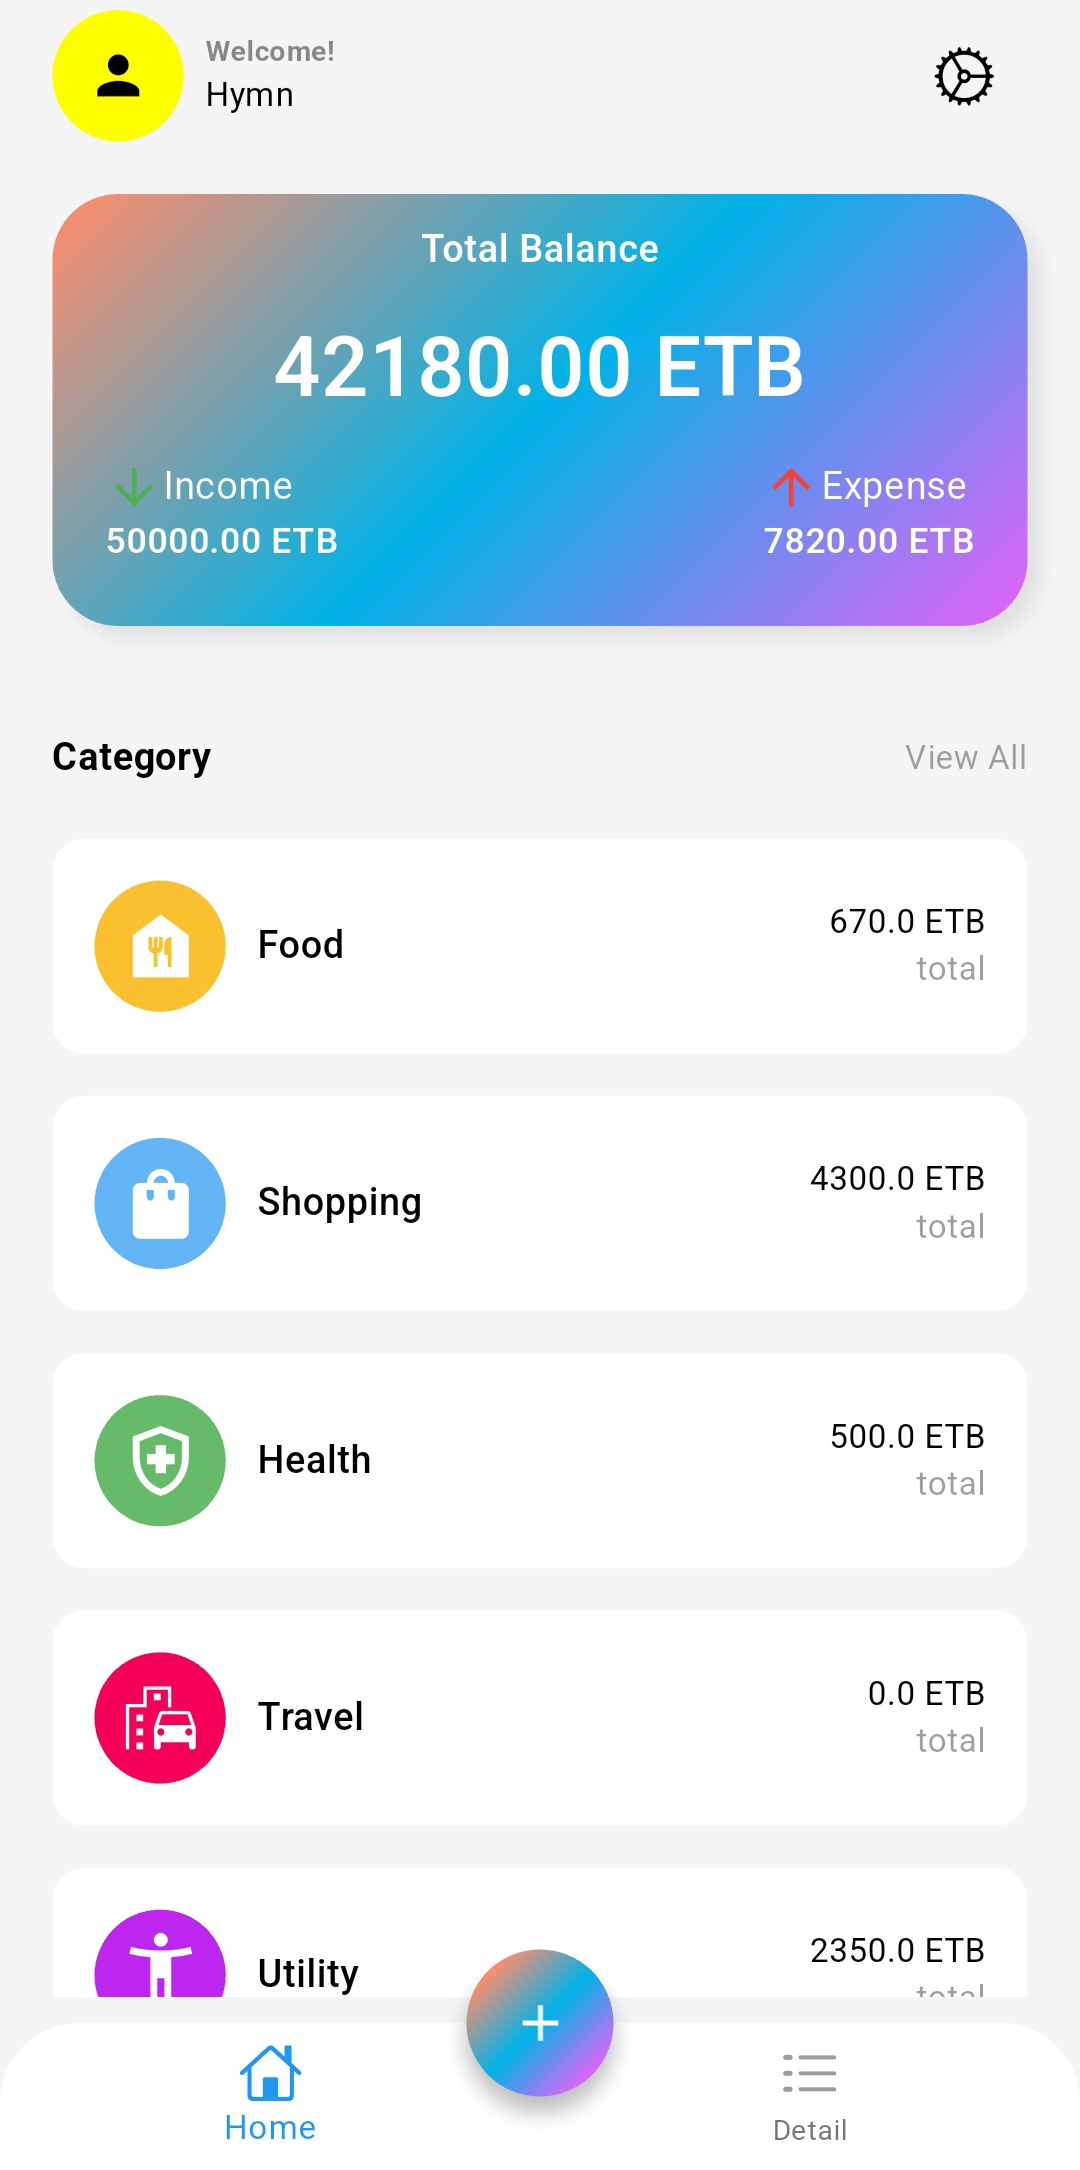 Welcome!
Hymn
Total Balance
42180.00 ETB
Income
Expense
50000.00 ETB
7820.00 ETB
Category
View All
Food
670.0 ETB
total
Shopping
4300.0 ETB
total
Health
500.0 ETB
total
Travel
0.0 ETB
total
Utility
2350.0 ETB
total
Home
Detail